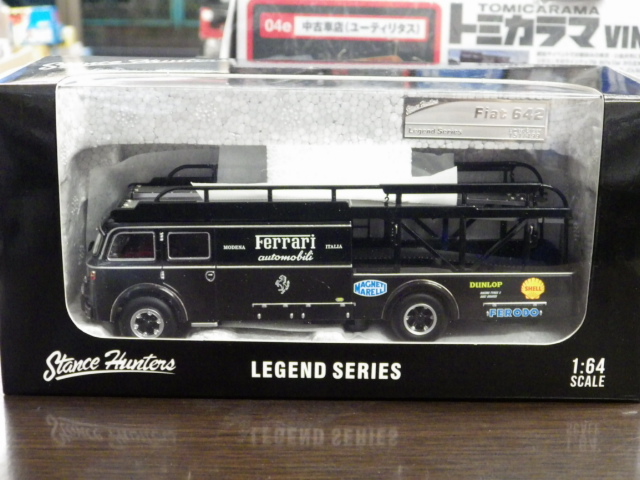 TOMICARAMA
04e 中古車店(ユーティリタス)
トミカラマ VIN
Stance Hunters
Fiat 642
Legend Series
MODENA Ferrari ITALIA
automobili
MAGNETI
MARELLI
DUNLOP
SHELL
FERODO
Stance Hunters
LEGEND SERIES
1:64
SCALE